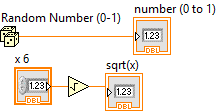 Random Number (0-1)
number (0 to 1)
1.23
DBL
x 6
sqrt(x)
1.23
DBL
1.23
DBL